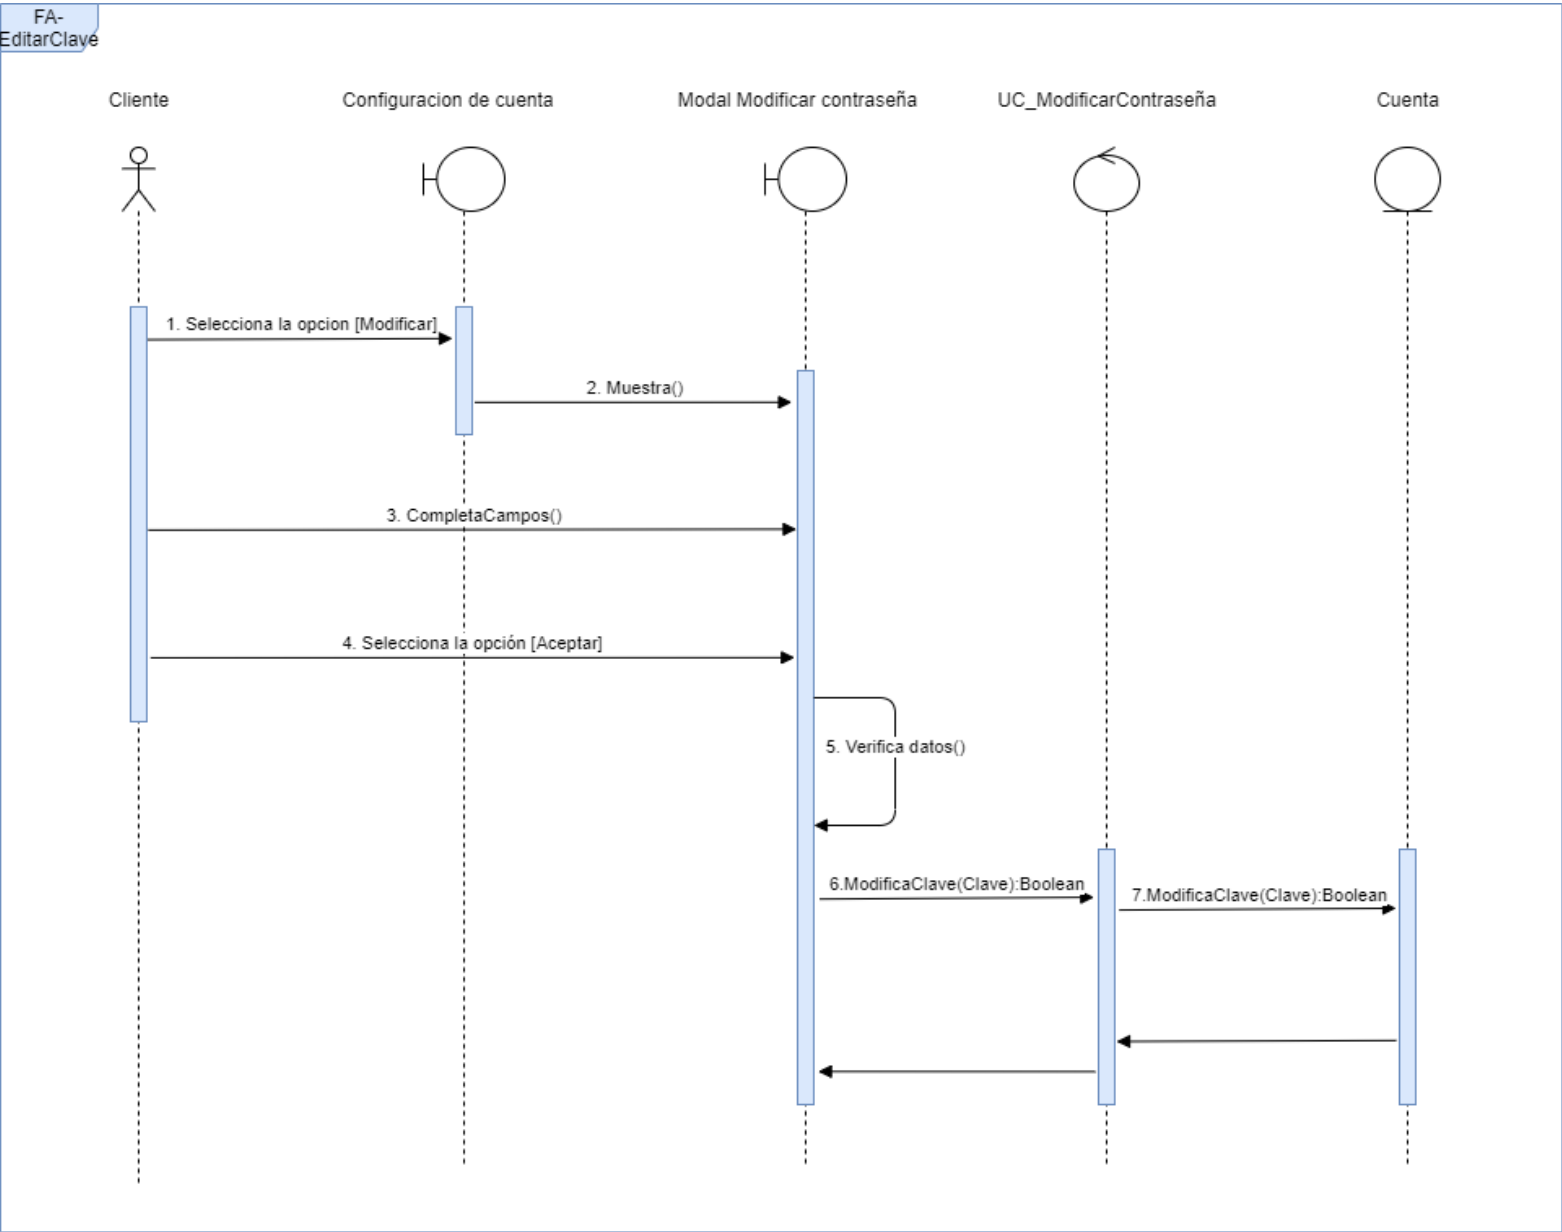 FA-
EditarClave
Cliente
Configuracion de cuenta
Modal Modificar contraseña
UC_ModificarContraseña
Cuenta
1. Selecciona la opcion [Modificar]
2. Muestra()
3. CompletaCampos()
4. Selecciona la opción [Aceptar]
5. Verifica datos()
6.ModificaClave(Clave):Boolean
7.ModificaClave(Clave):Boolean